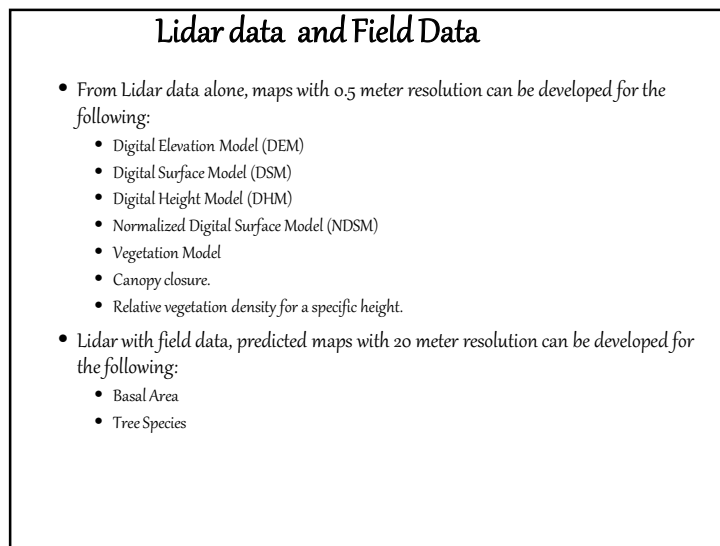 Lidar data and Field Data
• From Lidar data alone, maps with 0.5 meter resolution can be developed for the
following:
• Digital Elevation Model (DEM)
• Digital Surface Model (DSM)
• Digital Height Model (DHM)
• Normalized Digital Surface Model (NDSM)
• Vegetation Model
• Canopy closure.
• Relative vegetation density for a specific height.
• Lidar with field data, predicted maps with 20 meter resolution can be developed for
the following:
• Basal Area
• Tree Species